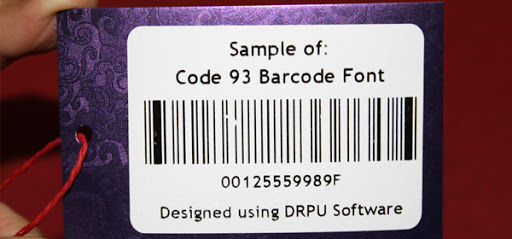 Sample of:
Code 93 Barcode Font
00125559989F
Designed using DRPU Software